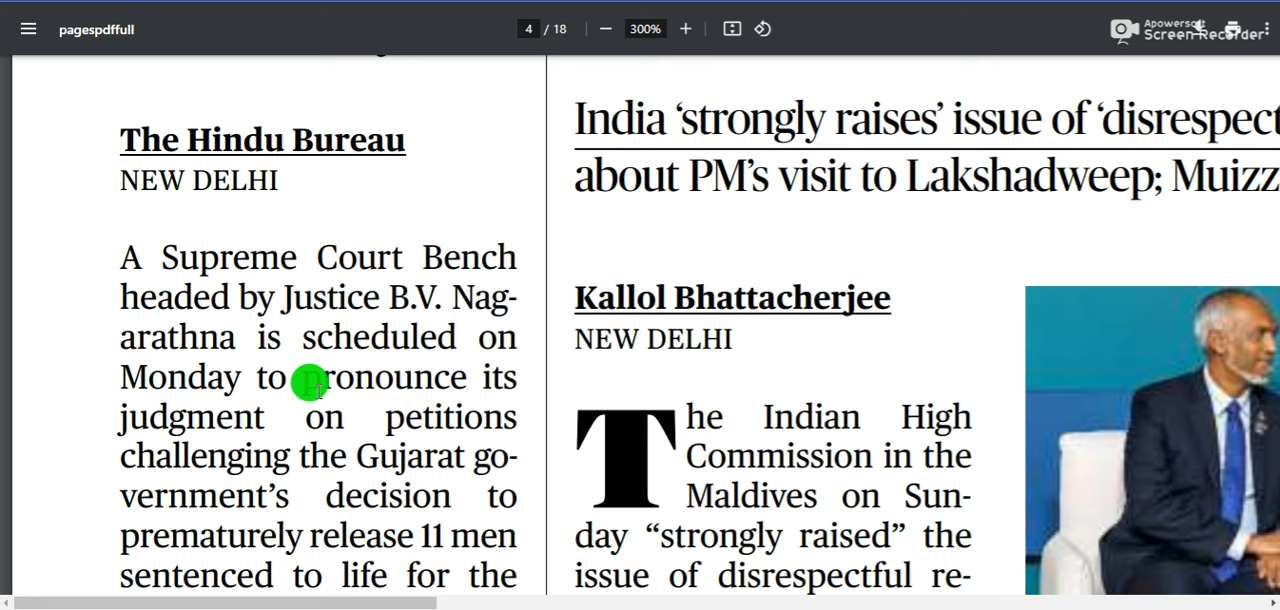 pagespdffull
4 / 18
300%
Apowersoft
Screen Recorder
The Hindu Bureau
NEW DELHI
A Supreme Court Bench
headed by Justice B.V. Nag-
arathna is scheduled on
Monday to pronounce its
judgment on petitions
challenging the Gujarat go-
vernment’s decision to
prematurely release 11 men
sentenced to life for the
India ‘strongly raises’ issue of ‘disrespect
about PM’s visit to Lakshadweep; Muizz
Kallol Bhattacherjee
NEW DELHI
The Indian High
Commission in the
Maldives on Sun-
day “strongly raised” the
issue of disrespectful re-